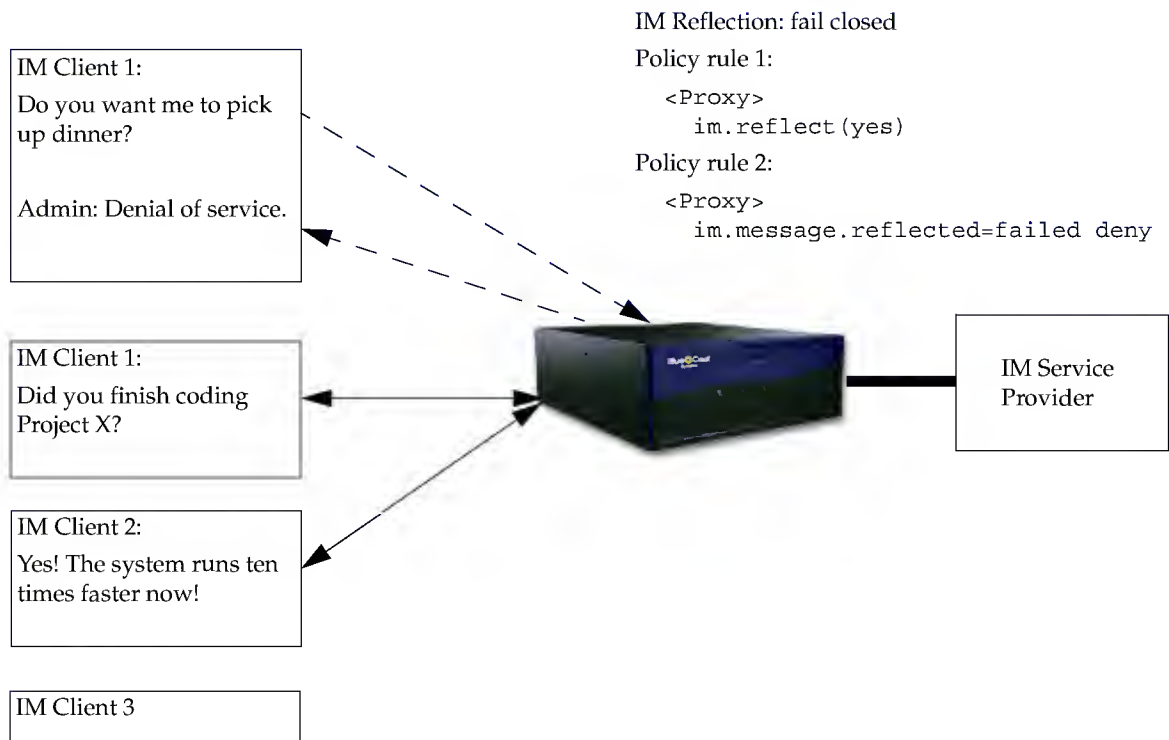 IM Reflection: fail closed
Policy rule 1:
<Proxy>
im.reflect(yes)
Policy rule 2:
<Proxy>
im.message.reflected=failed deny
IM Client 1:
Do you want me to pick
up dinner?
Admin: Denial of service.
IM Client 1:
Did you finish coding
Project X?
IM Client 2:
Yes! The system runs ten
times faster now!
IM Client 3
Blue Coat
Systems
IM Service
Provider